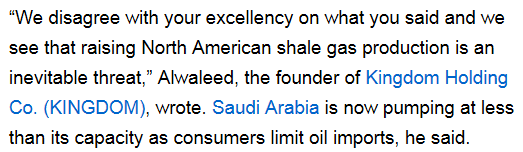 “We disagree with your excellency on what you said and we
see that raising North American shale gas production is an
inevitable threat,” Alwaleed, the founder of Kingdom Holding
Co. (KINGDOM), wrote. Saudi Arabia is now pumping at less
than its capacity as consumers limit oil imports, he said.